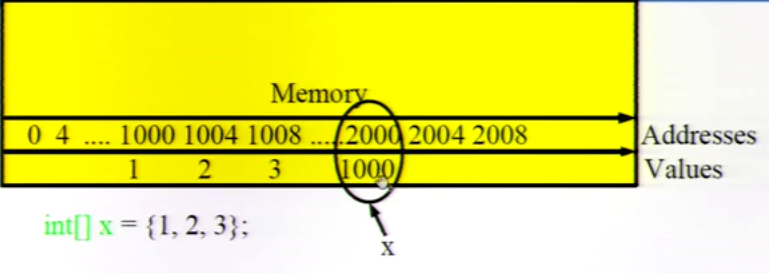 Memory
0 4 .... 1000 1004 1008 .....2000 2004 2008 Addresses
1 2 3 1000 Values
int[] x = {1, 2, 3};
x